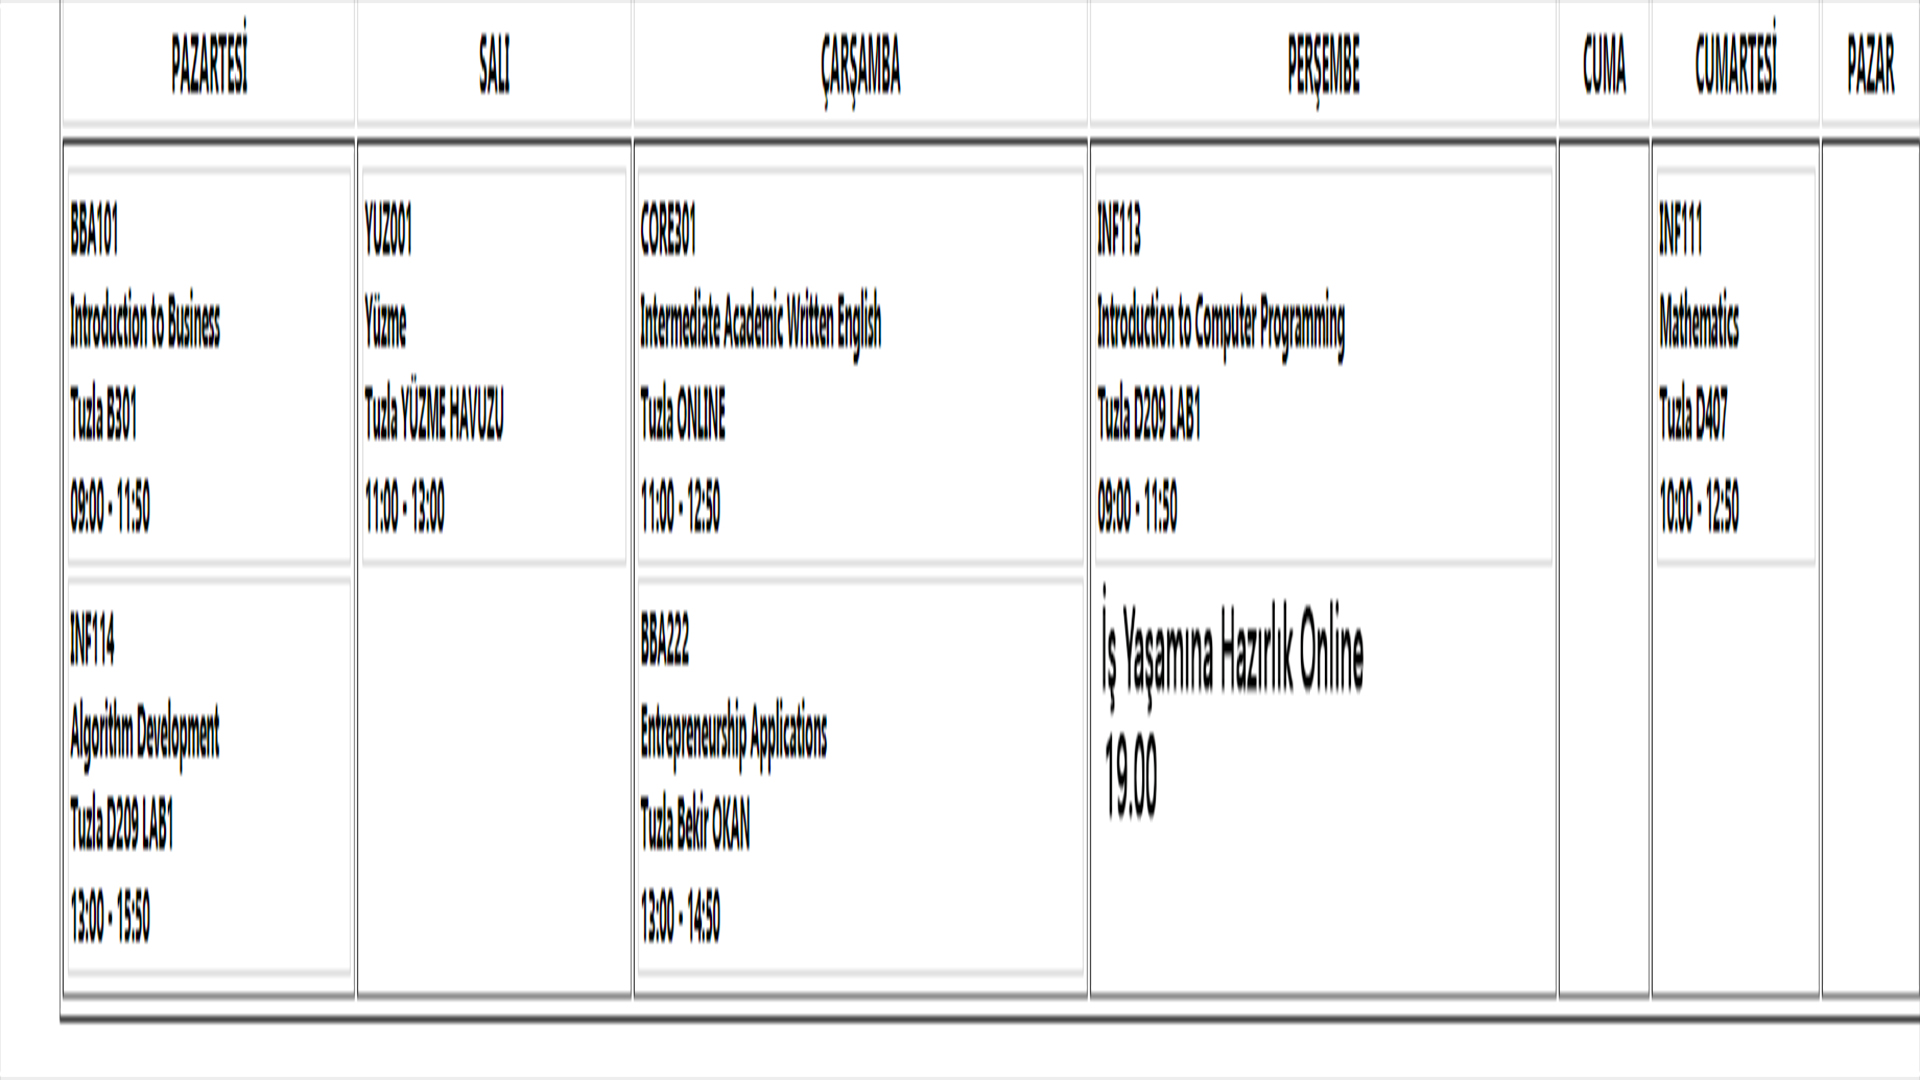 PAZARTESİ
SALI
ÇARŞAMBA
PERŞEMBE
CUMA
CUMARTESİ
PAZAR
BBA101
Introduction to Business
Tuzla B301
09:00 - 11:50
INF114
Algorithm Development
Tuzla D209 LAB1
13:00 - 15:50
YUZ001
Yüzme
Tuzla YÜZME HAVUZU
11:00 - 13:00
CORE301
Intermediate Academic Written English
Tuzla ONLINE
11:00 - 12:50
BBA222
Entrepreneurship Applications
Tuzla Bekir OKAN
13:00 - 14:50
INF113
Introduction to Computer Programming
Tuzla D209 LAB1
09:00 - 11:50
İş Yaşamına Hazırlık Online
19.00
INF111
Mathematics
Tuzla D407
10:00 - 12:50